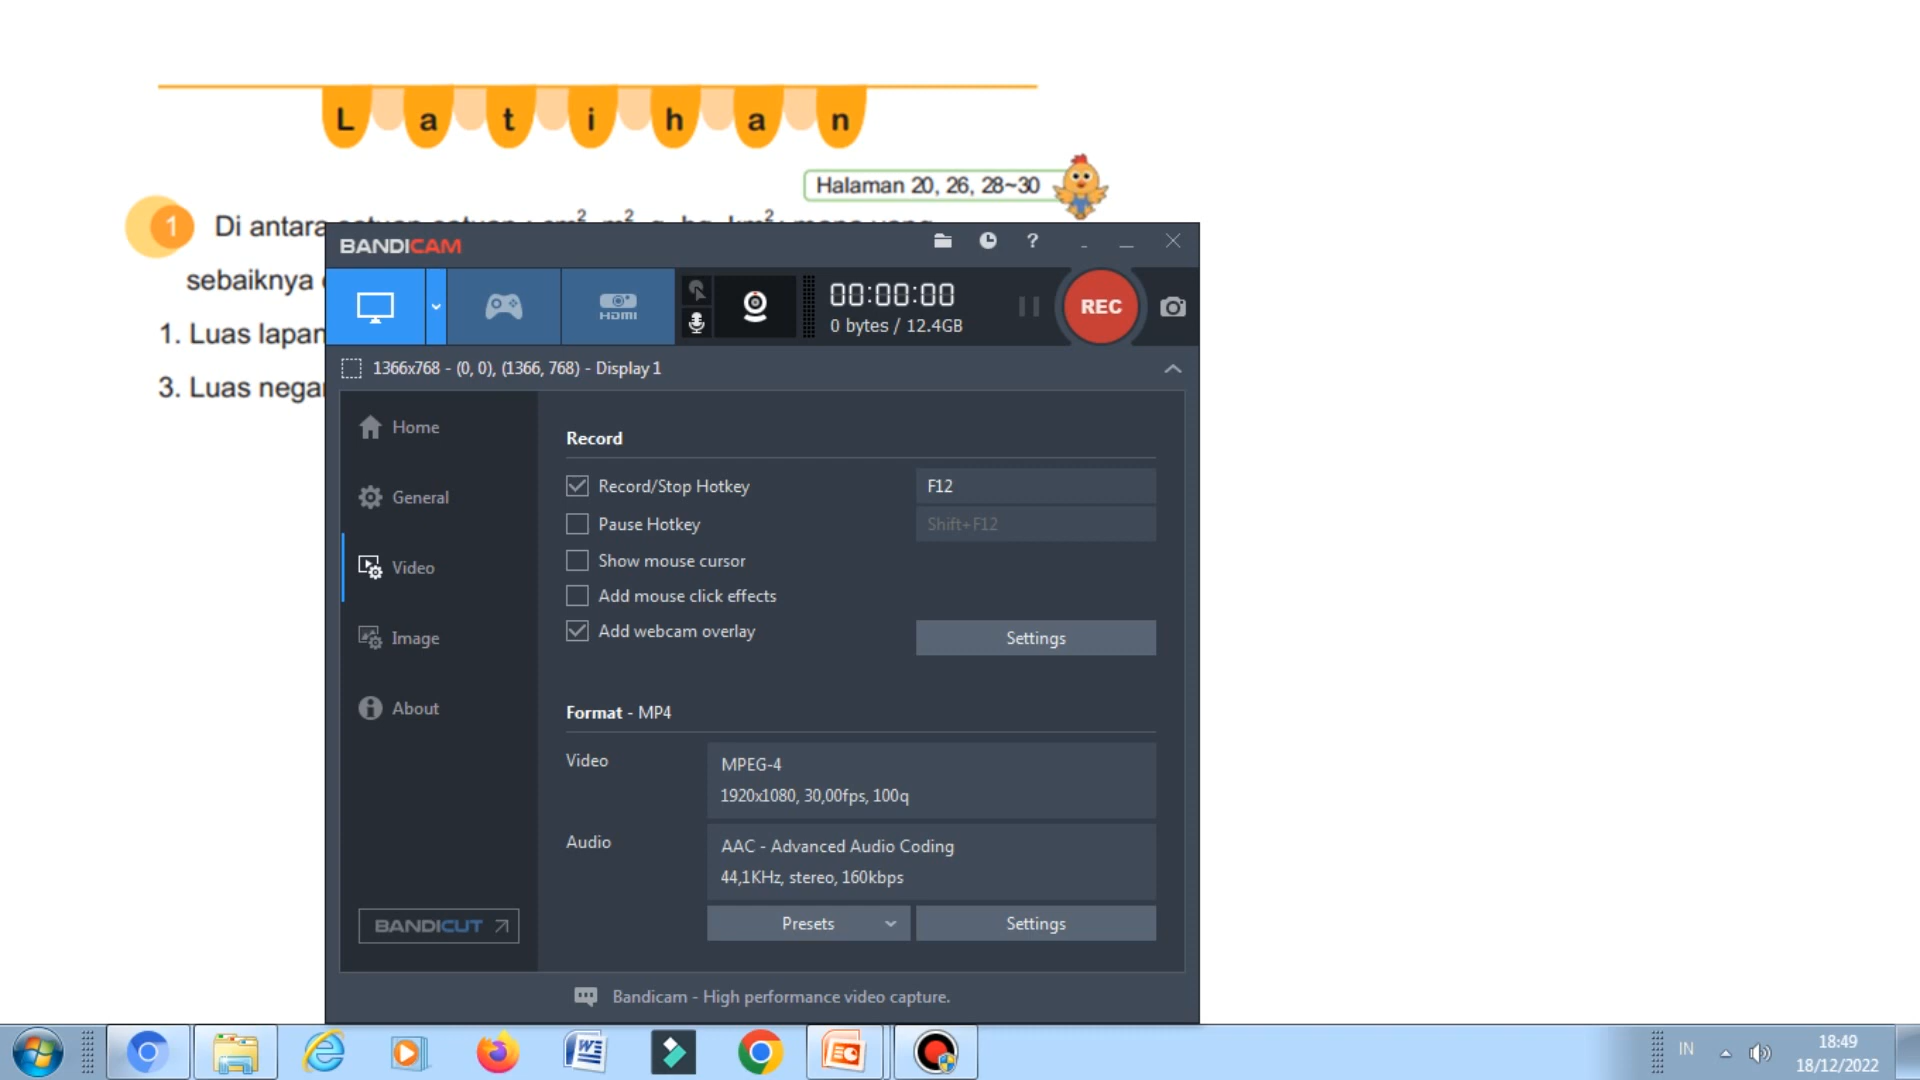 Latihan
Halaman 20, 26, 28~30
1 Di antara
sebaiknya
1. Luas lapan
3. Luas negar
BANDICAM
?
HDMI
00:00:00
0 bytes / 12.4GB
REC
1366x768 - (0, 0), (1366, 768) - Display 1
Home
General
Video
Image
About
BANDICUT
Record
Record/Stop Hotkey F12
Pause Hotkey Shift+F12
Show mouse cursor
Add mouse click effects
Add webcam overlay Settings
Format - MP4
Video MPEG-4
1920x1080, 30,00fps, 100q
Audio AAC - Advanced Audio Coding
44,1KHz, stereo, 160kbps
Presets Settings
Bandicam - High performance video capture.
IN
18:49
18/12/2022